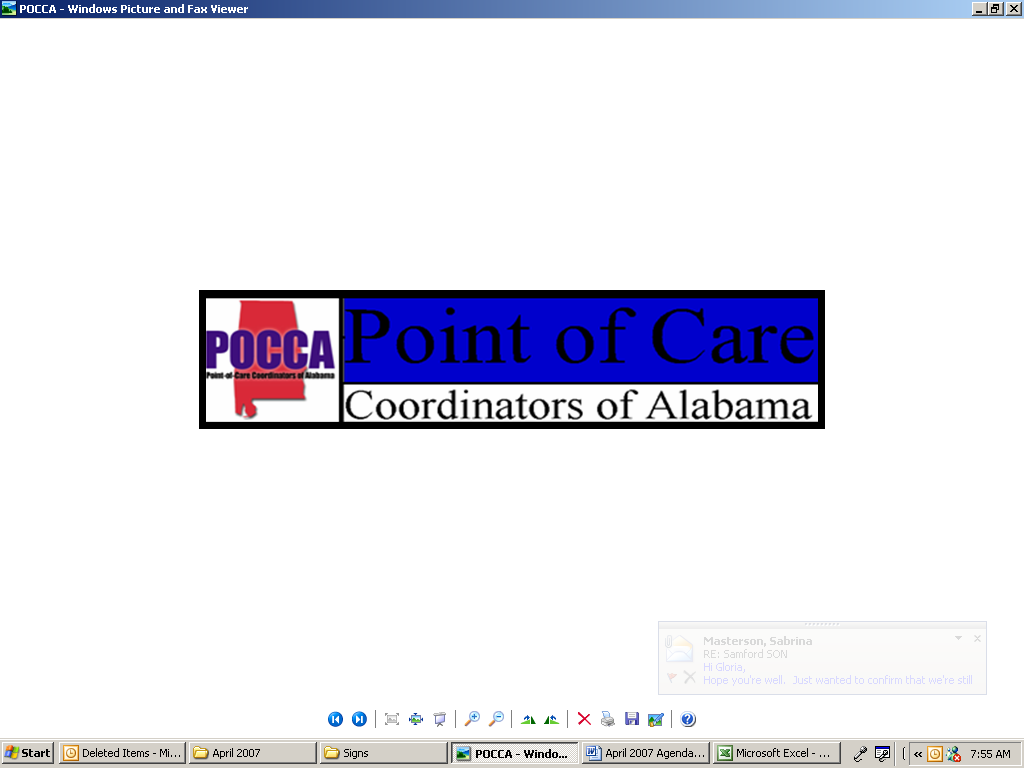 POCCA - Windows Picture and Fax Viewer
POCCA
Point-of-Care Coordinators of Alabama
Point of Care
Coordinators of Alabama
Masterson, Sabrina
RE: Samford SON
Hi Gloria,
Hope you're well. Just wanted to confirm that we're still
Start
Deleted Items - Mi...
April 2007
Signs
POCCA - Windo...
April 2007 Agenda...
Microsoft Excel - ...
7:55 AM